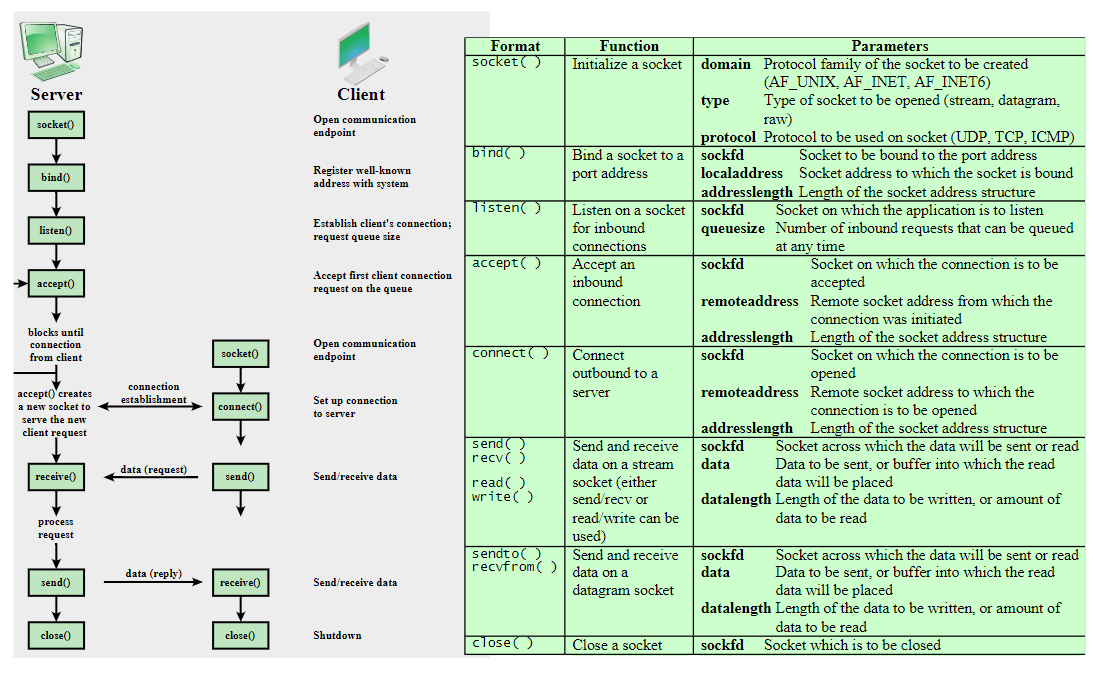 Server
Client
socket()
Open communication
endpoint
bind()
Register well-known
address with system
listen()
Establish client's connection;
request queue size
accept()
Accept first client connection
request on the queue
blocks until
connection
from client
socket()
Open communication
endpoint
accept() creates
a new socket to
serve the new
client request
connection
establishment
connect()
Set up connection
to server
receive()
data (request)
send()
Send/receive data
process
request
send()
data (reply)
receive()
Send/receive data
close()
close()
Shutdown
Format Function Parameters
socket( ) Initialize a socket domain Protocol family of the socket to be created
(AF_UNIX, AF_INET, AF_INET6)
type Type of socket to be opened (stream, datagram,
raw)
protocol Protocol to be used on socket (UDP, TCP, ICMP)
bind( ) Bind a socket to a sockfd Socket to be bound to the port address
port address localaddress Socket address to which the socket is bound
addresslength Length of the socket address structure
listen( ) Listen on a socket sockfd Socket on which the application is to listen
for inbound queuesize Number of inbound requests that can be queued
connections at any time
accept( ) Accept an sockfd Socket on which the connection is to be
inbound accepted
connection remoteaddress Remote socket address from which the
connection was initiated
addresslength Length of the socket address structure
connect( ) Connect sockfd Socket on which the connection is to be
outbound to a opened
server remoteaddress Remote socket address to which the
connection is to be opened
addresslength Length of the socket address structure
send( ) Send and receive sockfd Socket across which the data will be sent or read
recv( ) data on a stream data Data to be sent, or buffer into which the read
read( ) socket (either data will be placed
write( ) send/recv or datalength Length of the data to be written, or amount of
read/write can be data to be read
used)
sendto( ) Send and receive sockfd Socket across which the data will be sent or read
recvfrom( ) data on a data Data to be sent, or buffer into which the read
datagram socket data will be placed
datalength Length of the data to be written, or amount of
data to be read
close( ) Close a socket sockfd Socket which is to be closed